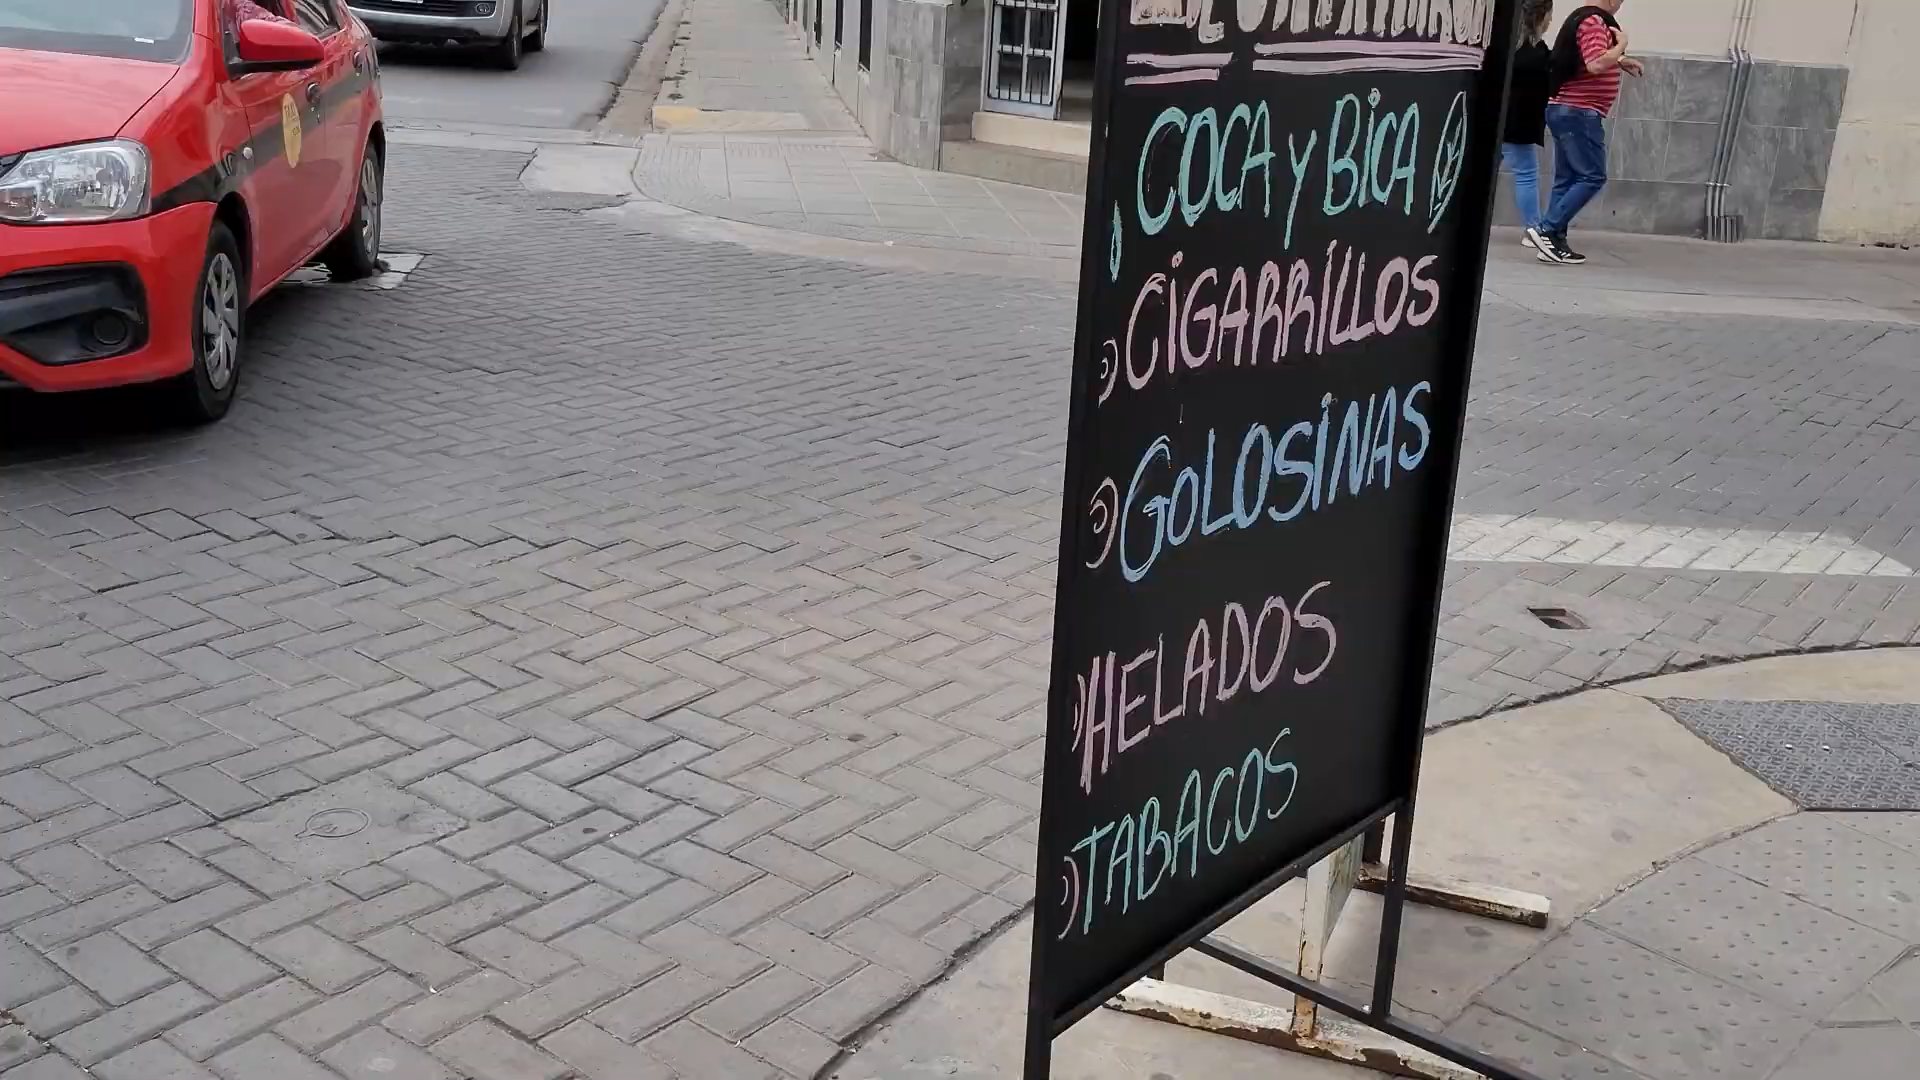 COCA Y BICA
CIGARRILLOS
GOLOSINAS
HELADOS
TABACOS